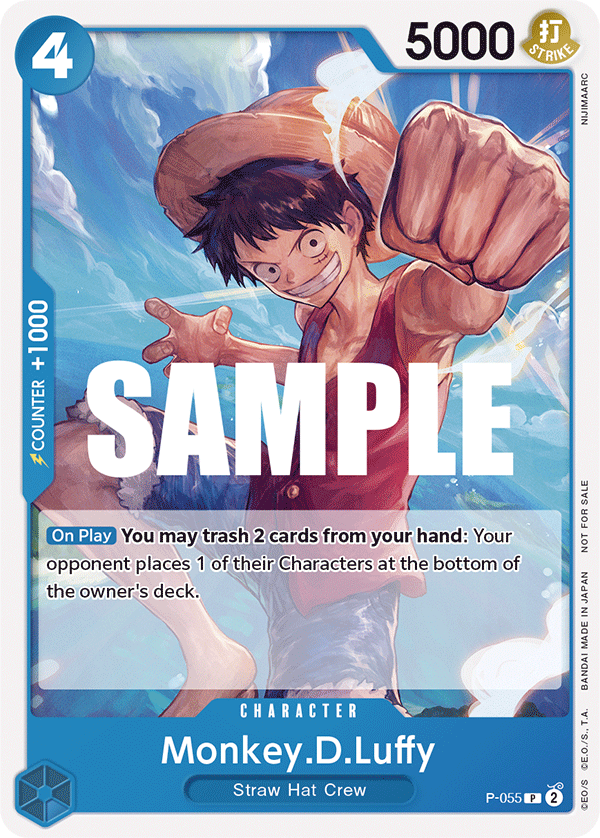 4
5000
打
STRIKE
NIJIMAARC
COUNTER +1000
SAMPLE
On Play You may trash 2 cards from your hand: Your
opponent places 1 of their Characters at the bottom of
the owner's deck.
CHARACTER
Monkey.D.Luffy
Straw Hat Crew
P-055 P 2
©EO/S ©E.O./S., T.A. BANDAI MADE IN JAPAN NOT FOR SALE